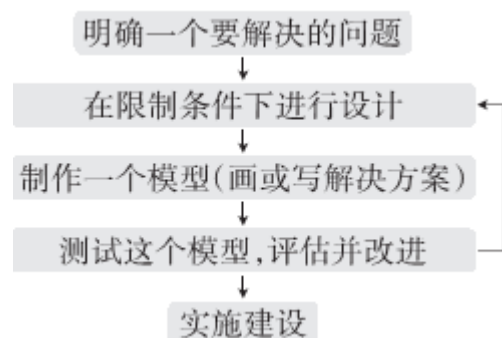 明确一个要解决的问题
在限制条件下进行设计
制作一个模型(画或写解决方案)
测试这个模型,评估并改进
实施建设